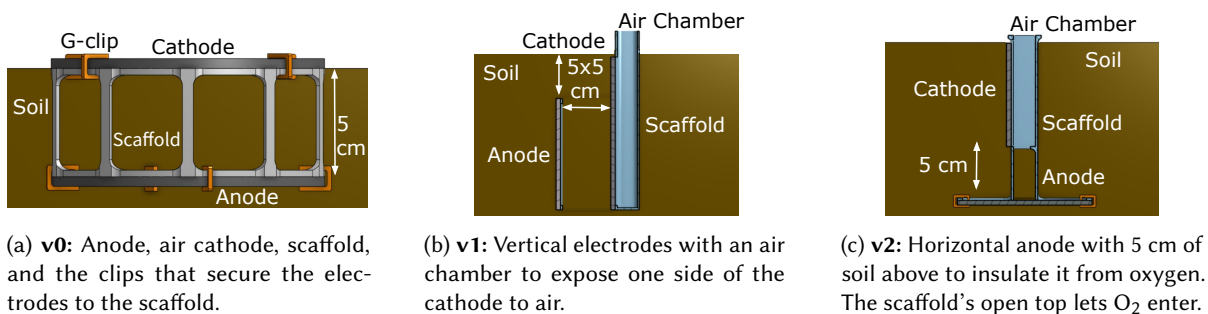 G-clip
Cathode
Soil
Scaffold
5
cm
Anode
(a) v0: Anode, air cathode, scaffold,
and the clips that secure the elec-
trodes to the scaffold.
Air Chamber
Cathode
Soil
5x5
cm
Scaffold
Anode
(b) v1: Vertical electrodes with an air
chamber to expose one side of the
cathode to air.
Air Chamber
Soil
Cathode
Scaffold
5 cm
Anode
(c) v2: Horizontal anode with 5 cm of
soil above to insulate it from oxygen.
The scaffold's open top lets O₂ enter.